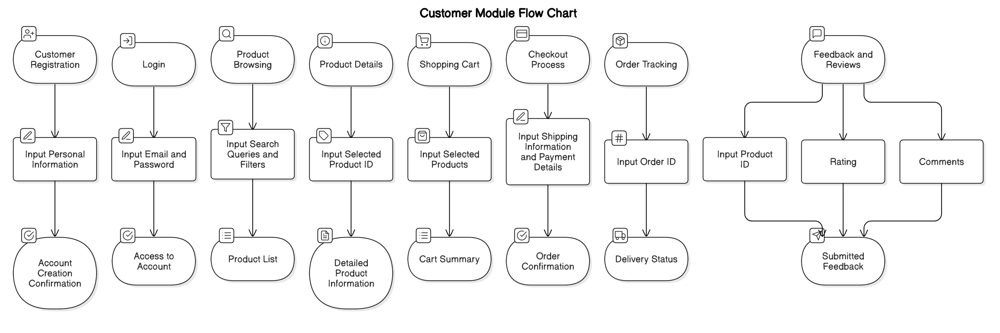 Customer Module Flow Chart
Customer
Registration
Login
Product
Browsing
Product Details
Shopping Cart
Checkout
Process
Order Tracking
Feedback and
Reviews
Input Personal
Information
Input Email and
Password
Input Search
Queries and
Filters
Input Selected
Product ID
Input Selected
Products
Input Shipping
Information
and Payment
Details
Input Order ID
Input Product
ID
Rating
Comments
Account
Creation
Confirmation
Access to
Account
Product List
Detailed
Product
Information
Cart Summary
Order
Confirmation
Delivery Status
Submitted
Feedback